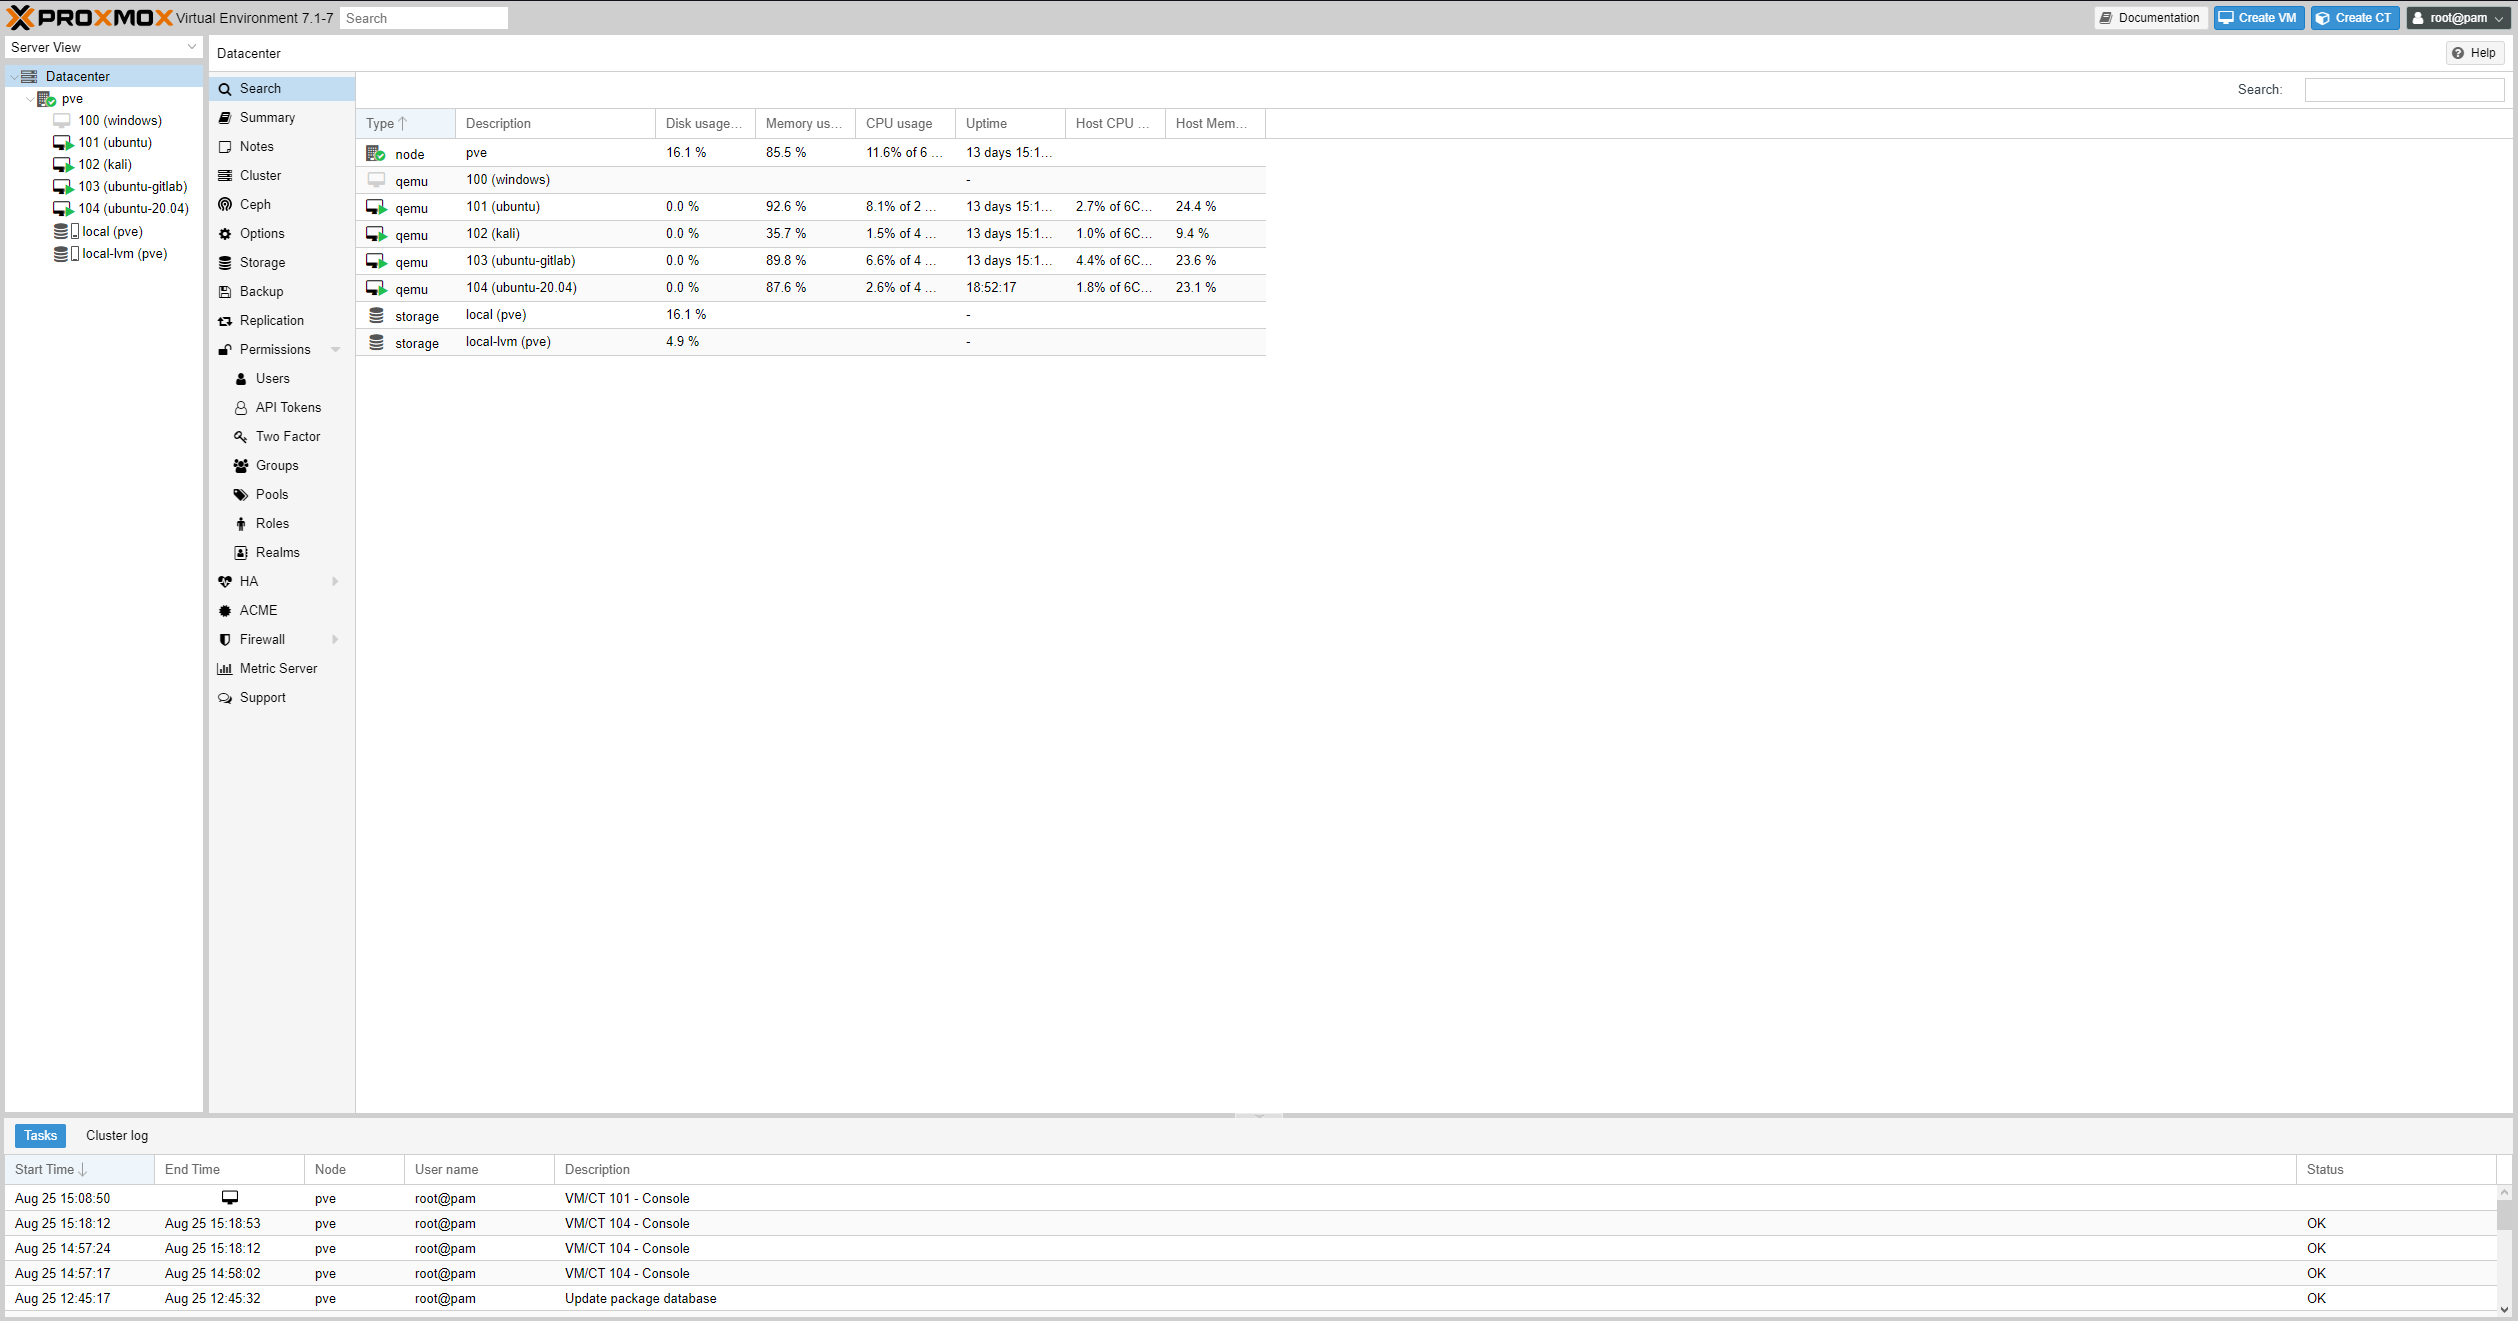 PROXMOX Virtual Environment 7.1-7 Search Documentation Create VM Create CT root@pam
Server View
Datacenter
pve
100 (windows)
101 (ubuntu)
102 (kali)
103 (ubuntu-gitlab)
104 (ubuntu-20.04)
local (pve)
local-lvm (pve)
Datacenter Help
Search
Summary
Notes
Cluster
Ceph
Options
Storage
Backup
Replication
Permissions
Users
API Tokens
Two Factor
Groups
Pools
Roles
Realms
HA
ACME
Firewall
Metric Server
Support
Search:
Type Description Disk usage... Memory us... CPU usage Uptime Host CPU ... Host Mem...
node pve 16.1 % 85.5 % 11.6% of 6 ... 13 days 15:1...
qemu 100 (windows) -
qemu 101 (ubuntu) 0.0 % 92.6 % 8.1% of 2 ... 13 days 15:1... 2.7% of 6C... 24.4 %
qemu 102 (kali) 0.0 % 35.7 % 1.5% of 4 ... 13 days 15:1... 1.0% of 6C... 9.4 %
qemu 103 (ubuntu-gitlab) 0.0 % 89.8 % 6.6% of 4 ... 13 days 15:1... 4.4% of 6C... 23.6 %
qemu 104 (ubuntu-20.04) 0.0 % 87.6 % 2.6% of 4 ... 18:52:17 1.8% of 6C... 23.1 %
storage local (pve) 16.1 % -
storage local-lvm (pve) 4.9 % -
Tasks Cluster log
Start Time End Time Node User name Description Status
Aug 25 15:08:50 pve root@pam VM/CT 101 - Console
Aug 25 15:18:12 Aug 25 15:18:53 pve root@pam VM/CT 104 - Console OK
Aug 25 14:57:24 Aug 25 15:18:12 pve root@pam VM/CT 104 - Console OK
Aug 25 14:57:17 Aug 25 14:58:02 pve root@pam VM/CT 104 - Console OK
Aug 25 12:45:17 Aug 25 12:45:32 pve root@pam Update package database OK